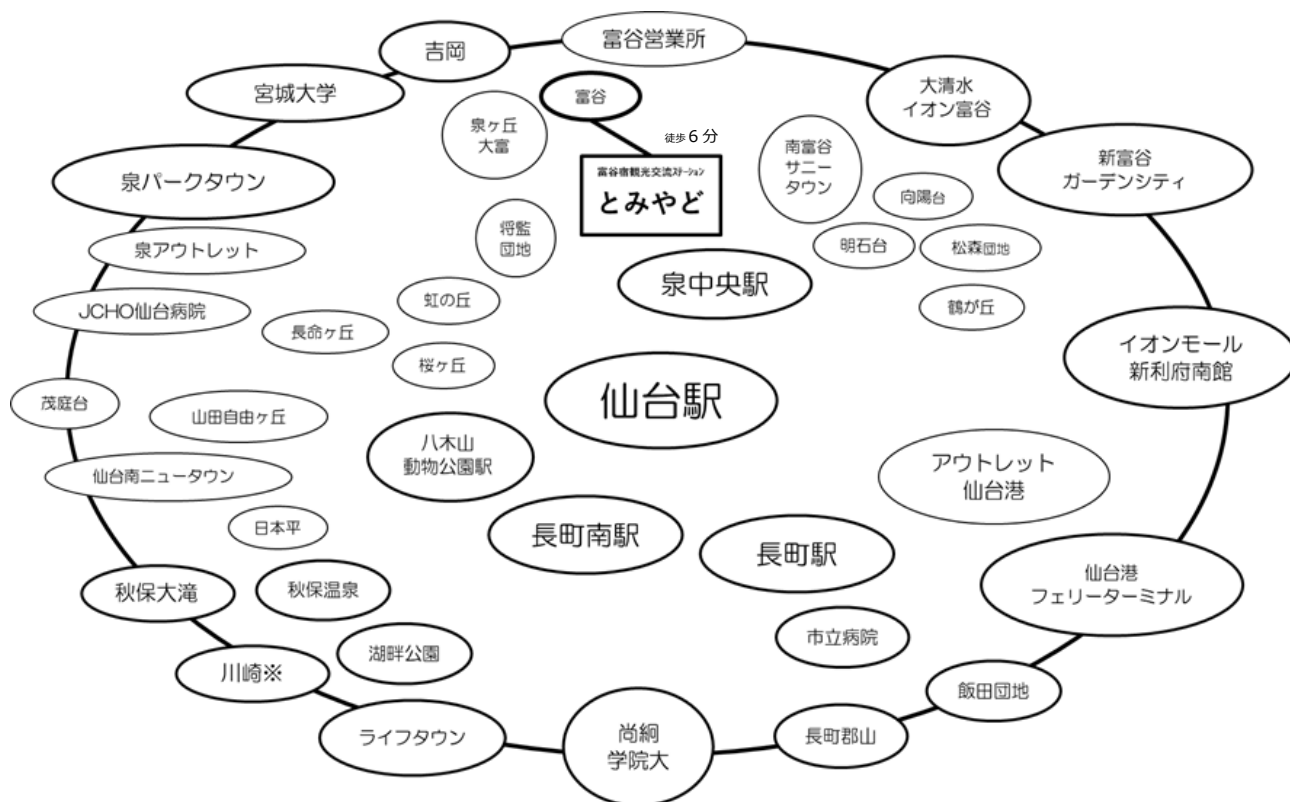 吉岡
富谷営業所
宮城大学
富谷
大清水
イオン富谷
泉ヶ丘
大富
徒歩6分
南富谷
サニー
タウン
新富谷
ガーデンシティ
泉パークタウン
富谷宿観光交流ステーション
とみやど
向陽台
将監
団地
泉アウトレット
明石台
松森団地
泉中央駅
JCHO仙台病院
虹の丘
鶴が丘
長命ヶ丘
イオンモール
新利府南館
桜ヶ丘
仙台駅
茂庭台
山田自由ヶ丘
八木山
動物公園駅
アウトレット
仙台港
仙台南ニュータウン
日本平
長町南駅
長町駅
仙台港
フェリーターミナル
秋保大滝
秋保温泉
市立病院
湖畔公園
川崎※
飯田団地
ライフタウン
尚絅
学院大
長町郡山